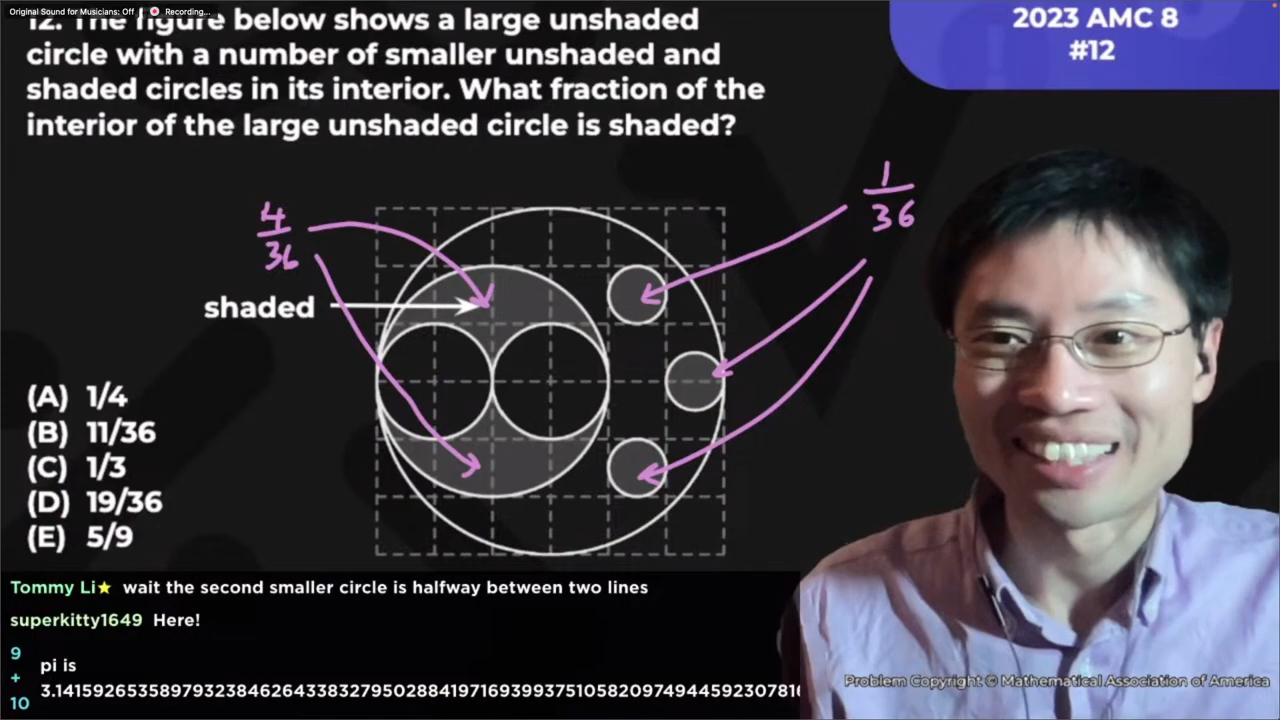 Original Sound for Musicians: Off
Recording...
12. The figure below shows a large unshaded
circle with a number of smaller unshaded and
shaded circles in its interior. What fraction of the
interior of the large unshaded circle is shaded?
2023 AMC 8
#12
4
36
1
36
shaded
(A) 1/4
(B) 11/36
(C) 1/3
(D) 19/36
(E) 5/9
Tommy Li⭐ wait the second smaller circle is halfway between two lines
superkitty1649 Here!
9
+
10
pi is
3.14159265358979323846264338327950288419716939937510582097494459230781
Problem Copyright © Mathematical Association of America